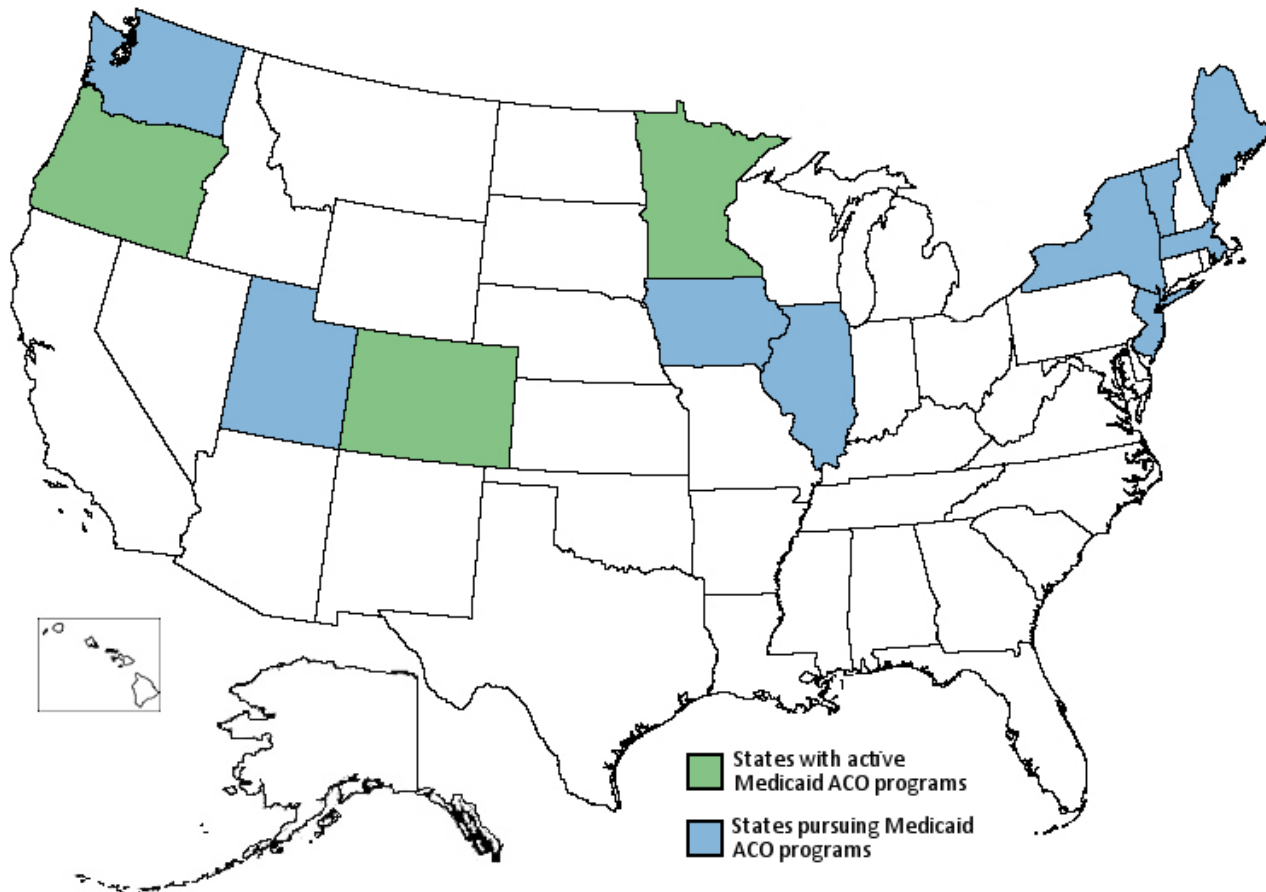 States with active
Medicaid ACO programs
States pursuing Medicaid
ACO programs